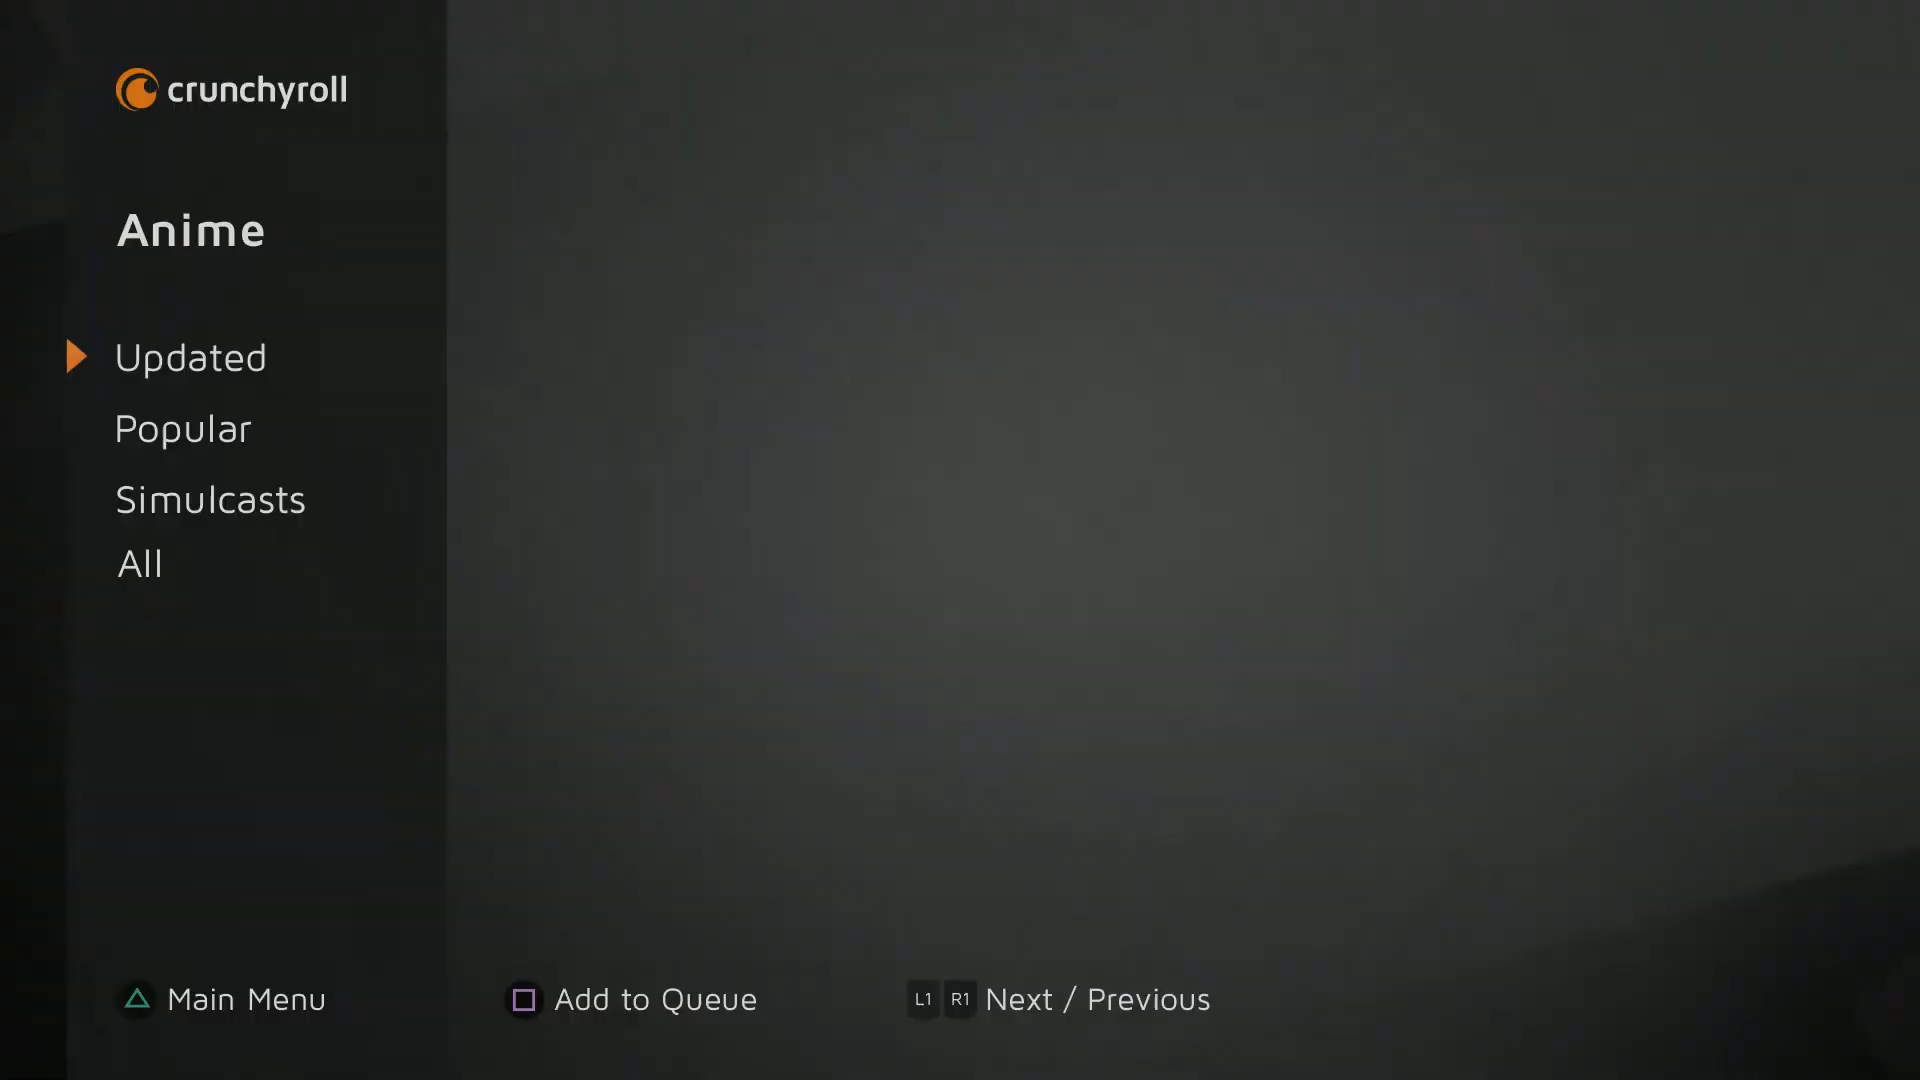 crunchyroll
Anime
Updated
Popular
Simulcasts
All
Main Menu
Add to Queue
L1 R1 Next / Previous